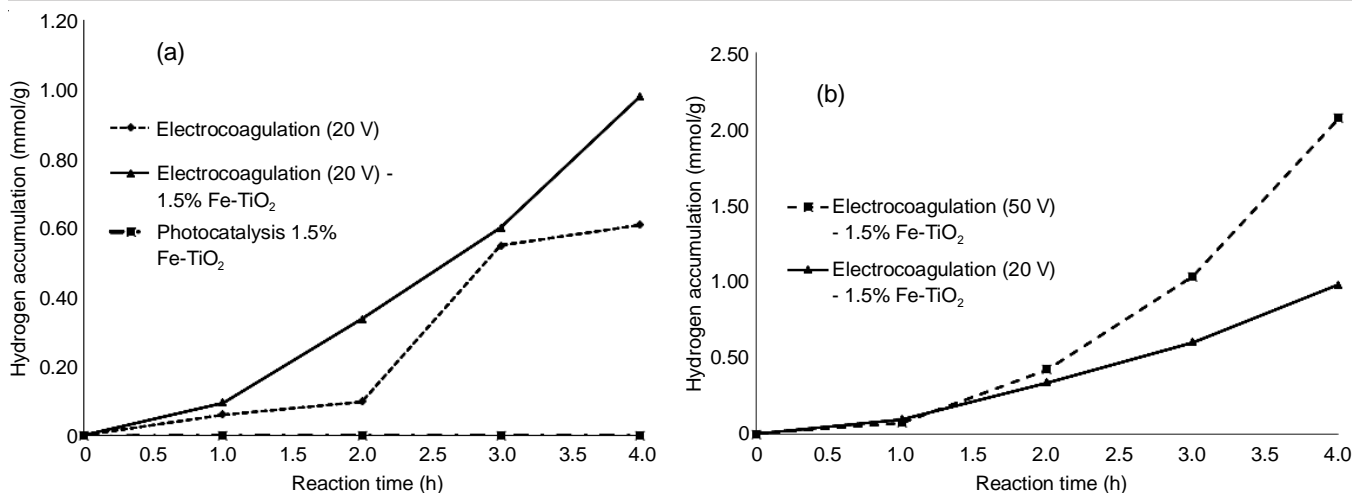 (a)
Hydrogen accumulation (mmol/g)
1.20
1.00
0.80
0.60
0.40
0.20
0
Electrocoagulation (20 V)
Electrocoagulation (20 V) -
1.5% Fe-TiO₂
Photocatalysis 1.5%
Fe-TiO₂
0 0.5 1.0 1.5 2.0 2.5 3.0 3.5 4.0
Reaction time (h)
(b)
Hydrogen accumulation (mmol/g)
2.50
2.00
1.50
1.00
0.50
0
Electrocoagulation (50 V)
- 1.5% Fe-TiO₂
Electrocoagulation (20 V)
- 1.5% Fe-TiO₂
0 0.5 1.0 1.5 2.0 2.5 3.0 3.5 4.0
Reaction time (h)